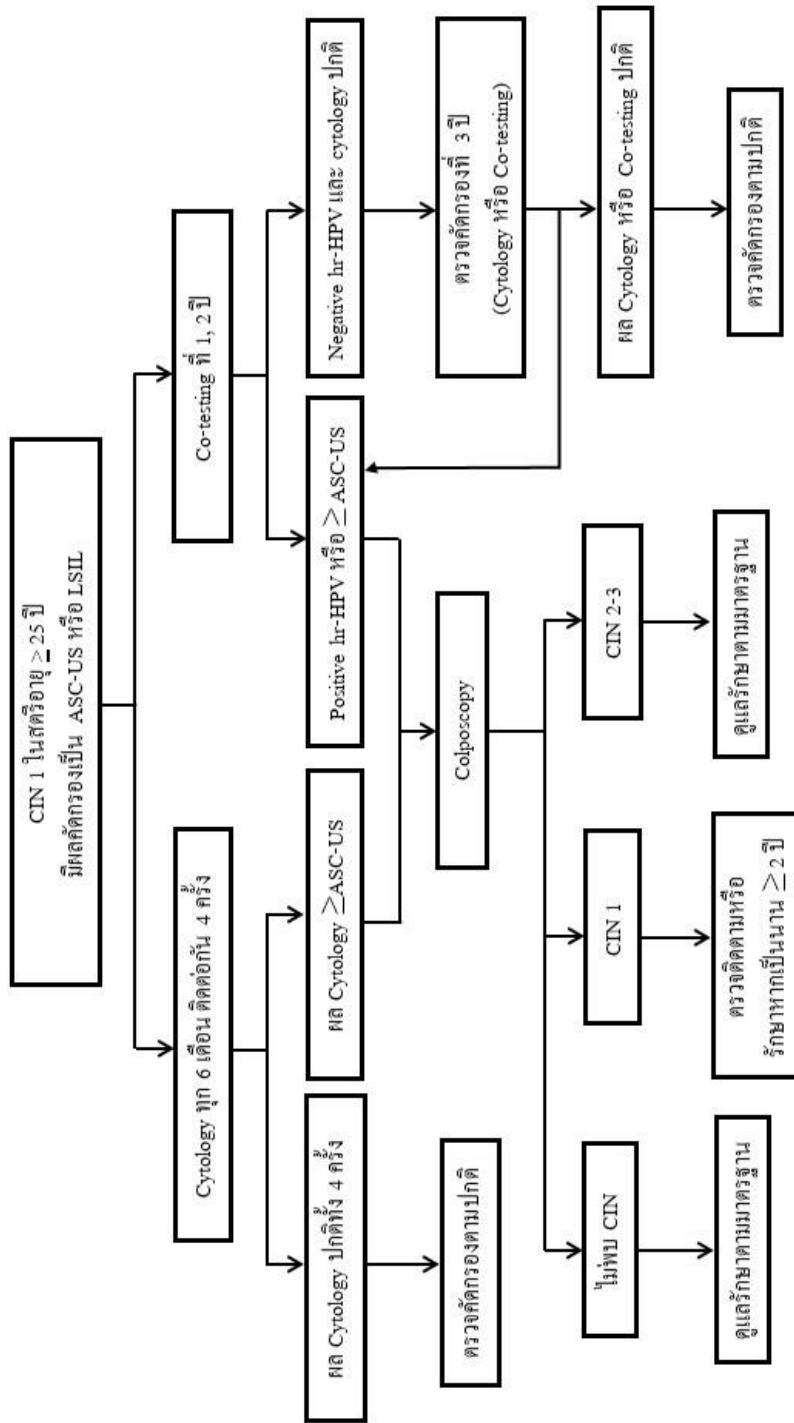 CIN 1 ในสตรีอายุ ≥ 25 ปี
มีผลคัดกรองเป็น ASC-US หรือ LSIL
Cytology ทุก 6 เดือน ติดต่อกัน 4 ครั้ง
Co-testing ที่ 1, 2 ปี
ผล Cytology ปกติทั้ง 4 ครั้ง
ผล Cytology ≥ASC-US
Positive hr-HPV หรือ ≥ ASC-US
Negative hr-HPV และ cytology ปกติ
ตรวจคัดกรองตามปกติ
Colposcopy
ตรวจคัดกรองที่ 3 ปี
(Cytology หรือ Co-testing)
ไม่พบ CIN
CIN 1
CIN 2-3
ผล Cytology หรือ Co-testing ปกติ
ดูแลรักษาตามมาตรฐาน
ตรวจติดตามหรือ
รักษาหากเป็นนาน ≥ 2 ปี
ดูแลรักษาตามมาตรฐาน
ตรวจคัดกรองตามปกติ